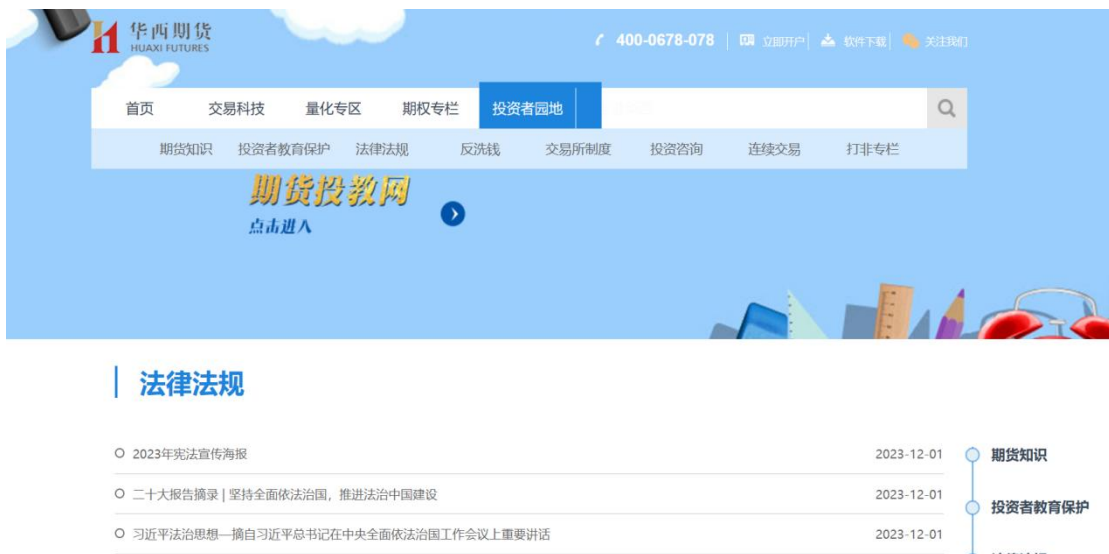 华西期货
HUAXI FUTURES
400-0678-078 立即开户 软件下载 关注我们
首页 交易科技 量化专区 期权专栏 投资者园地
期货知识 投资者教育保护 法律法规 反洗钱 交易所制度 投资咨询 连续交易 打非专栏
期货投教网
点击进入
法律法规
2023年宪法宣传海报 2023-12-01 期货知识
二十大报告摘录 | 坚持全面依法治国，推进法治中国建设 2023-12-01
投资者教育保护
习近平法治思想—摘自习近平总书记在中央全面依法治国工作会议上重要讲话 2023-12-01